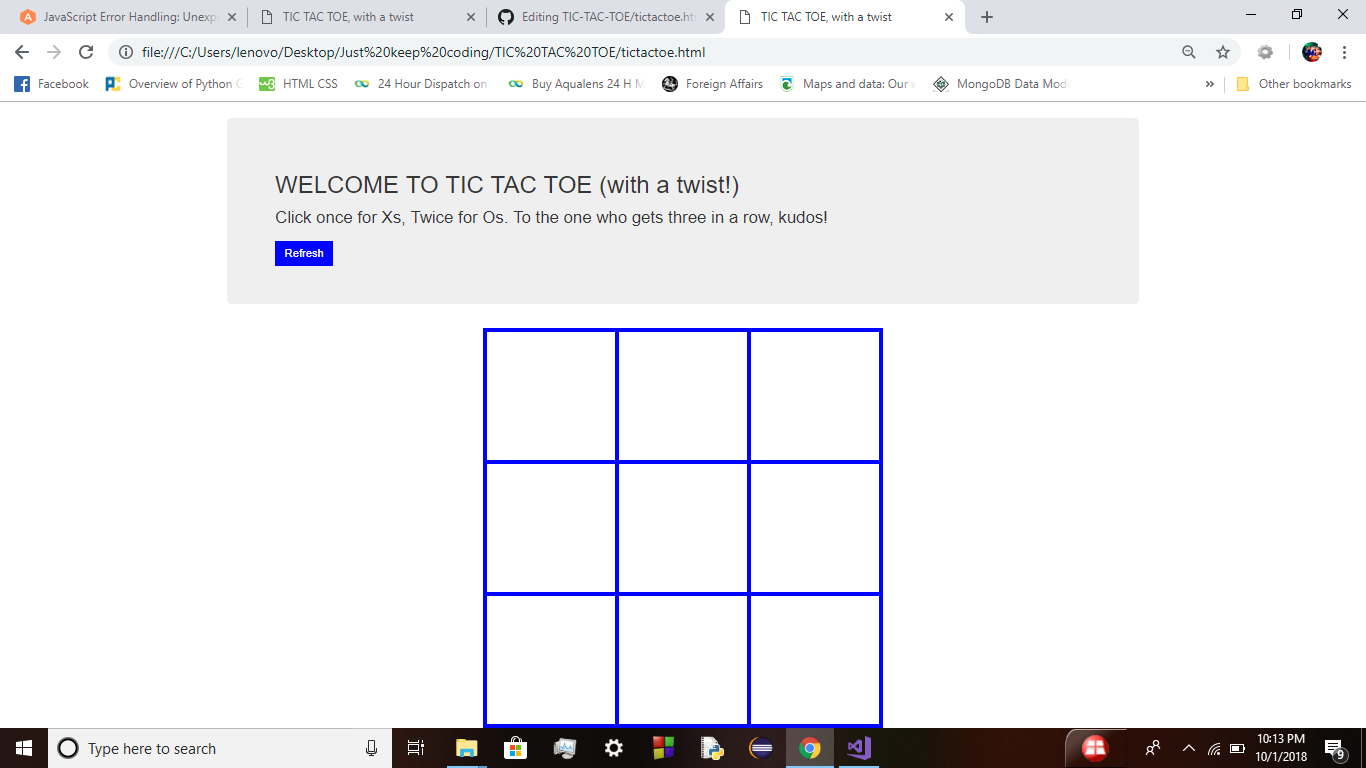 JavaScript Error Handling: Unexp
TIC TAC TOE, with a twist
Editing TIC-TAC-TOE/tictactoe.ht
TIC TAC TOE, with a twist
file:///C:/Users/lenovo/Desktop/Just%20keep%20coding/TIC%20TAC%20TOE/tictactoe.html
Facebook
Overview of Python
HTML CSS
24 Hour Dispatch on
Buy Aqualens 24 H
Foreign Affairs
Maps and data: Our
MongoDB Data Mod
Other bookmarks
WELCOME TO TIC TAC TOE (with a twist!)
Click once for Xs, Twice for Os. To the one who gets three in a row, kudos!
Refresh
Type here to search
10:13 PM
10/1/2018
9